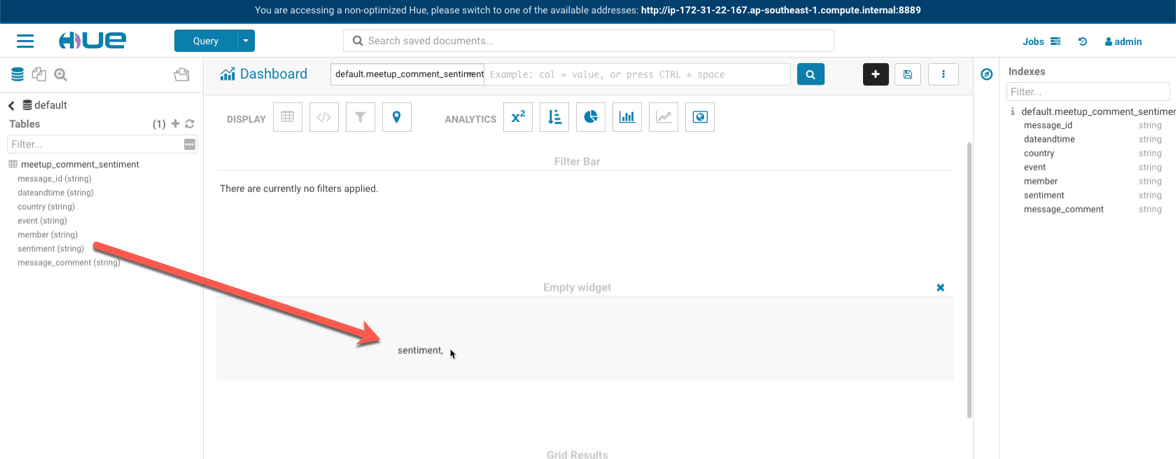 You are accessing a non-optimized Hue, please switch to one of the available addresses: http://ip-172-31-22-167.ap-southeast-1.compute.internal:8889
HUE Query Search saved documents... Jobs admin
Dashboard default.meetup_comment_sentiment Example: col = value, or press CTRL + space
default
Tables (1)
Filter...
meetup_comment_sentiment
message_id (string)
dateandtime (string)
country (string)
event (string)
member (string)
sentiment (string)
message_comment (string)
DISPLAY </> ANALYTICS x²
Filter Bar
There are currently no filters applied.
Empty widget
sentiment,
Grid Results
Indexes
Filter...
default.meetup_comment_sentimer
message_id string
dateandtime string
country string
event string
member string
sentiment string
message_comment string